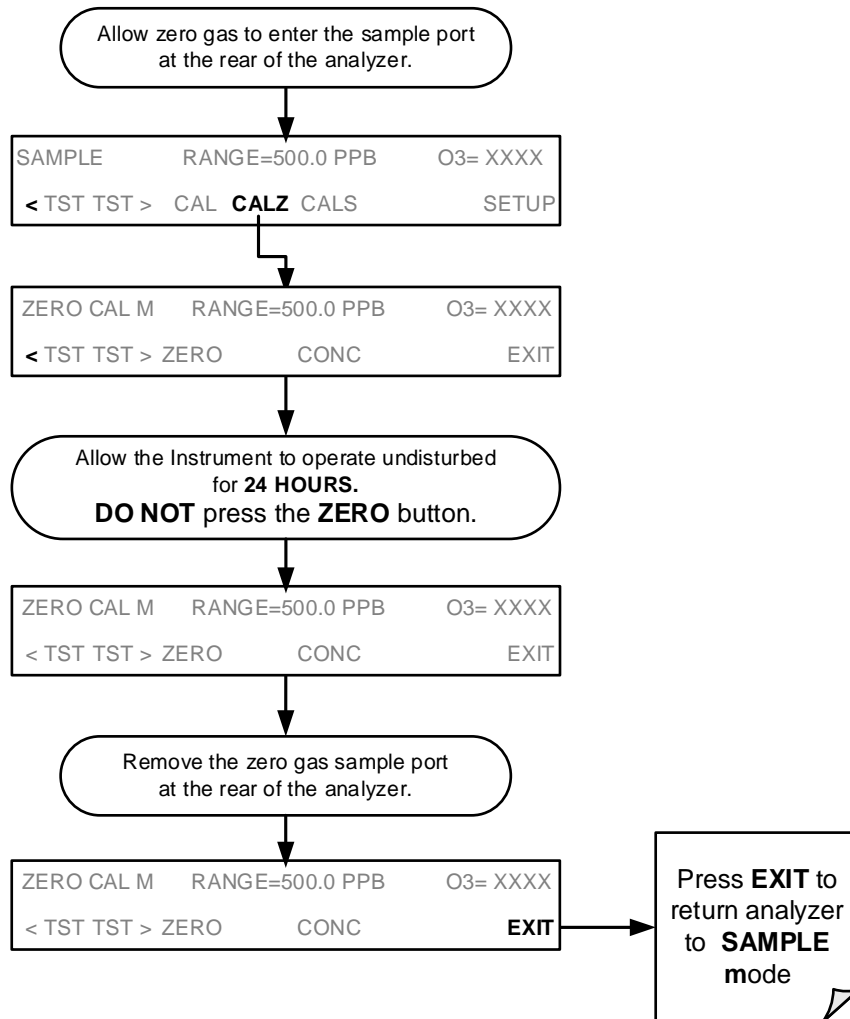 Allow zero gas to enter the sample port
at the rear of the analyzer.
SAMPLE RANGE=500.0 PPB O3= XXXX
< TST TST > CAL CALZ CALS SETUP
ZERO CAL M RANGE=500.0 PPB O3= XXXX
< TST TST > ZERO CONC EXIT
Allow the Instrument to operate undisturbed
for 24 HOURS.
DO NOT press the ZERO button.
ZERO CAL M RANGE=500.0 PPB O3= XXXX
< TST TST > ZERO CONC EXIT
Remove the zero gas sample port
at the rear of the analyzer.
ZERO CAL M RANGE=500.0 PPB O3= XXXX
< TST TST > ZERO CONC EXIT
Press EXIT to
return analyzer
to SAMPLE
mode